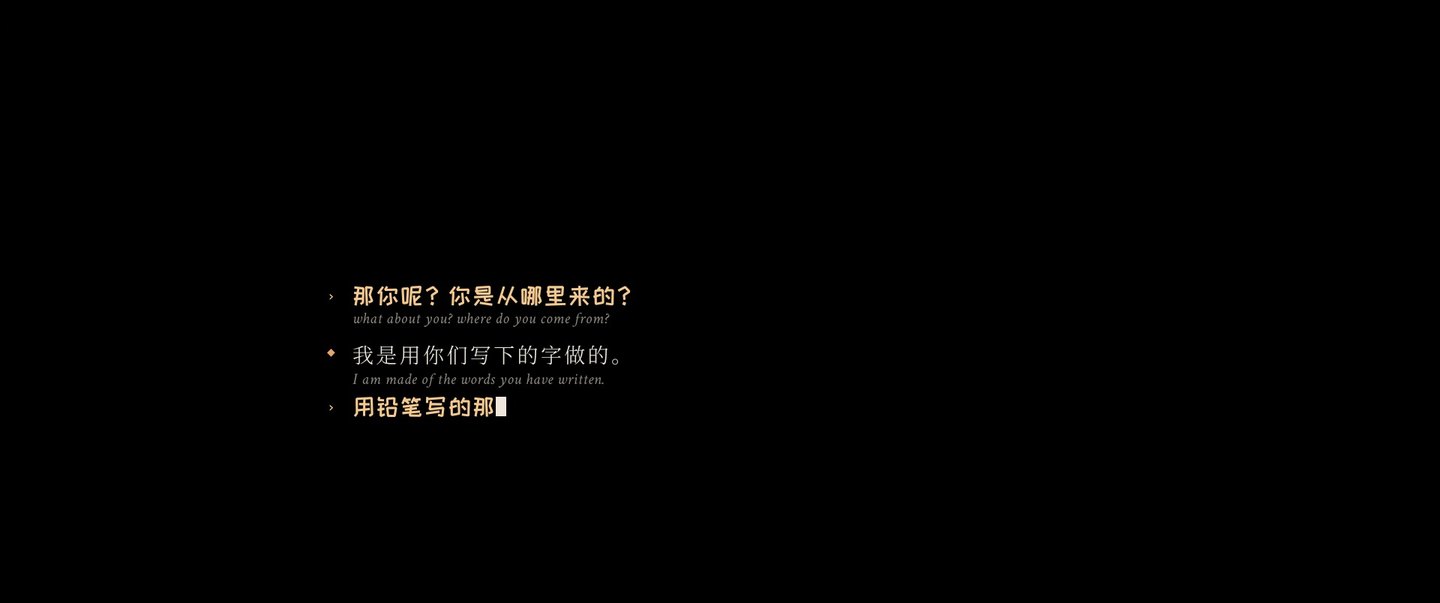 › 那你呢？你是从哪里来的？
what about you? where do you come from?
◆ 我是用你们写下的字做的。
I am made of the words you have written.
› 用铅笔写的那